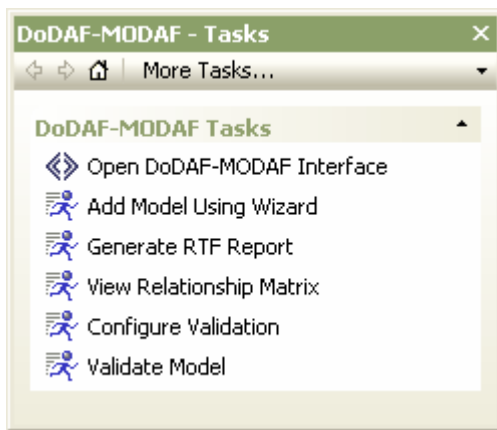 DoDAF-MODAF - Tasks
More Tasks...
DoDAF-MODAF Tasks
Open DoDAF-MODAF Interface
Add Model Using Wizard
Generate RTF Report
View Relationship Matrix
Configure Validation
Validate Model